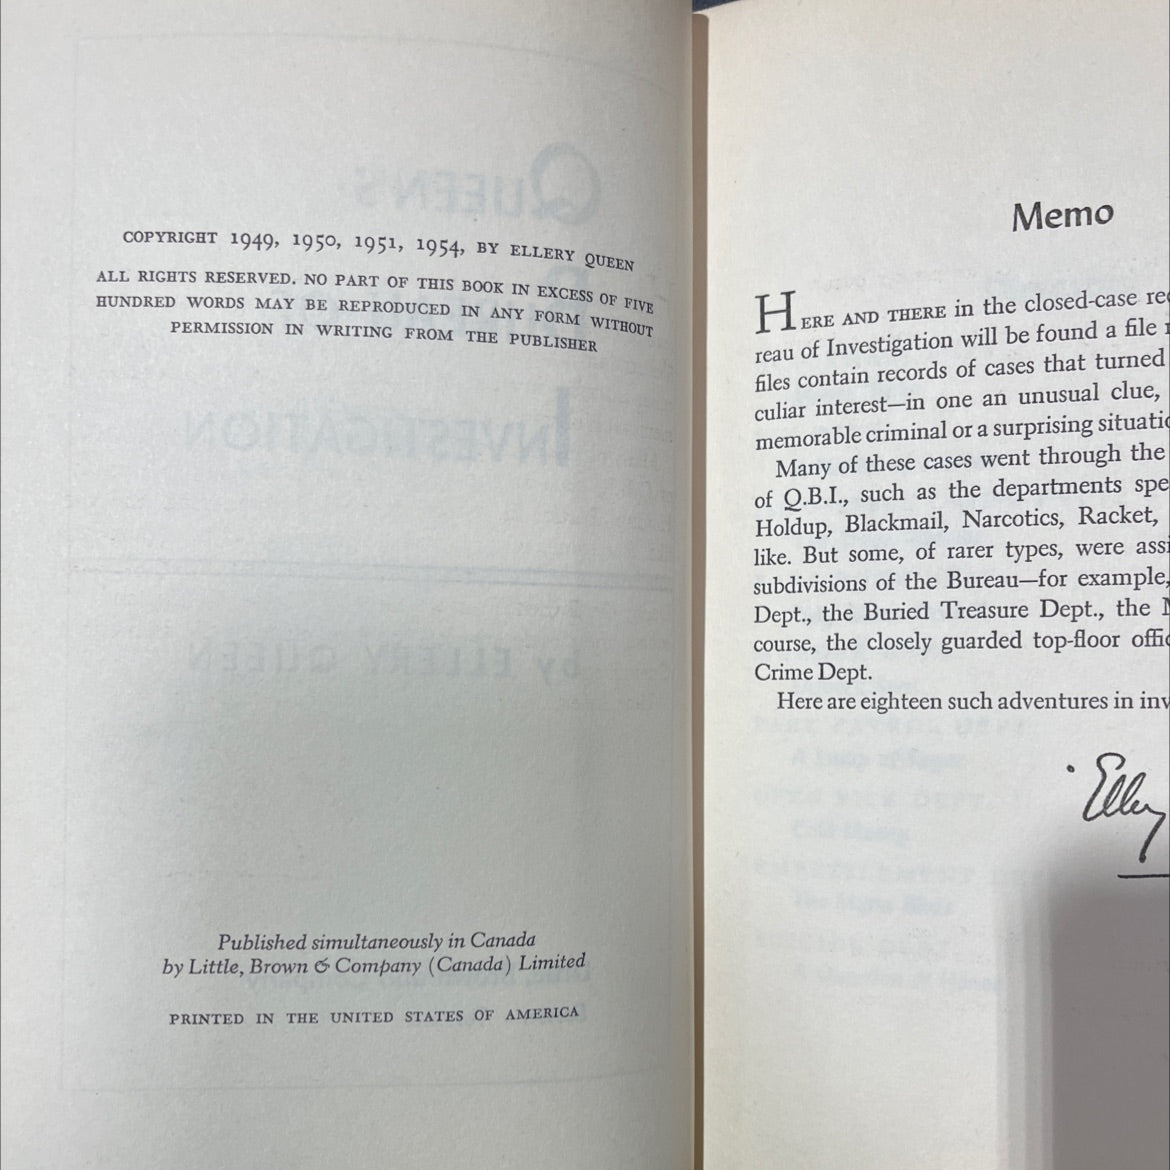 COPYRIGHT 1949, 1950, 1951, 1954, BY ELLERY QUEEN
ALL RIGHTS RESERVED. NO PART OF THIS BOOK IN EXCESS OF FIVE
HUNDRED WORDS MAY BE REPRODUCED IN ANY FORM WITHOUT
PERMISSION IN WRITING FROM THE PUBLISHER
Published simultaneously in Canada
by Little, Brown & Company (Canada) Limited
PRINTED IN THE UNITED STATES OF AMERICA
Memo
HERE AND THERE in the closed-case
reau of Investigation will be found a file
files contain records of cases that turned
culiar interest—in one an unusual clue,
memorable criminal or a surprising
Many of these cases went through the
of Q.B.I., such as the departments
Holdup, Blackmail, Narcotics, Racket,
like. But some, of rarer types, were
subdivisions of the Bureau—for example,
Dept., the Buried Treasure Dept., the
course, the closely guarded top-floor
Crime Dept.
Here are eighteen such adventures in
Ellery